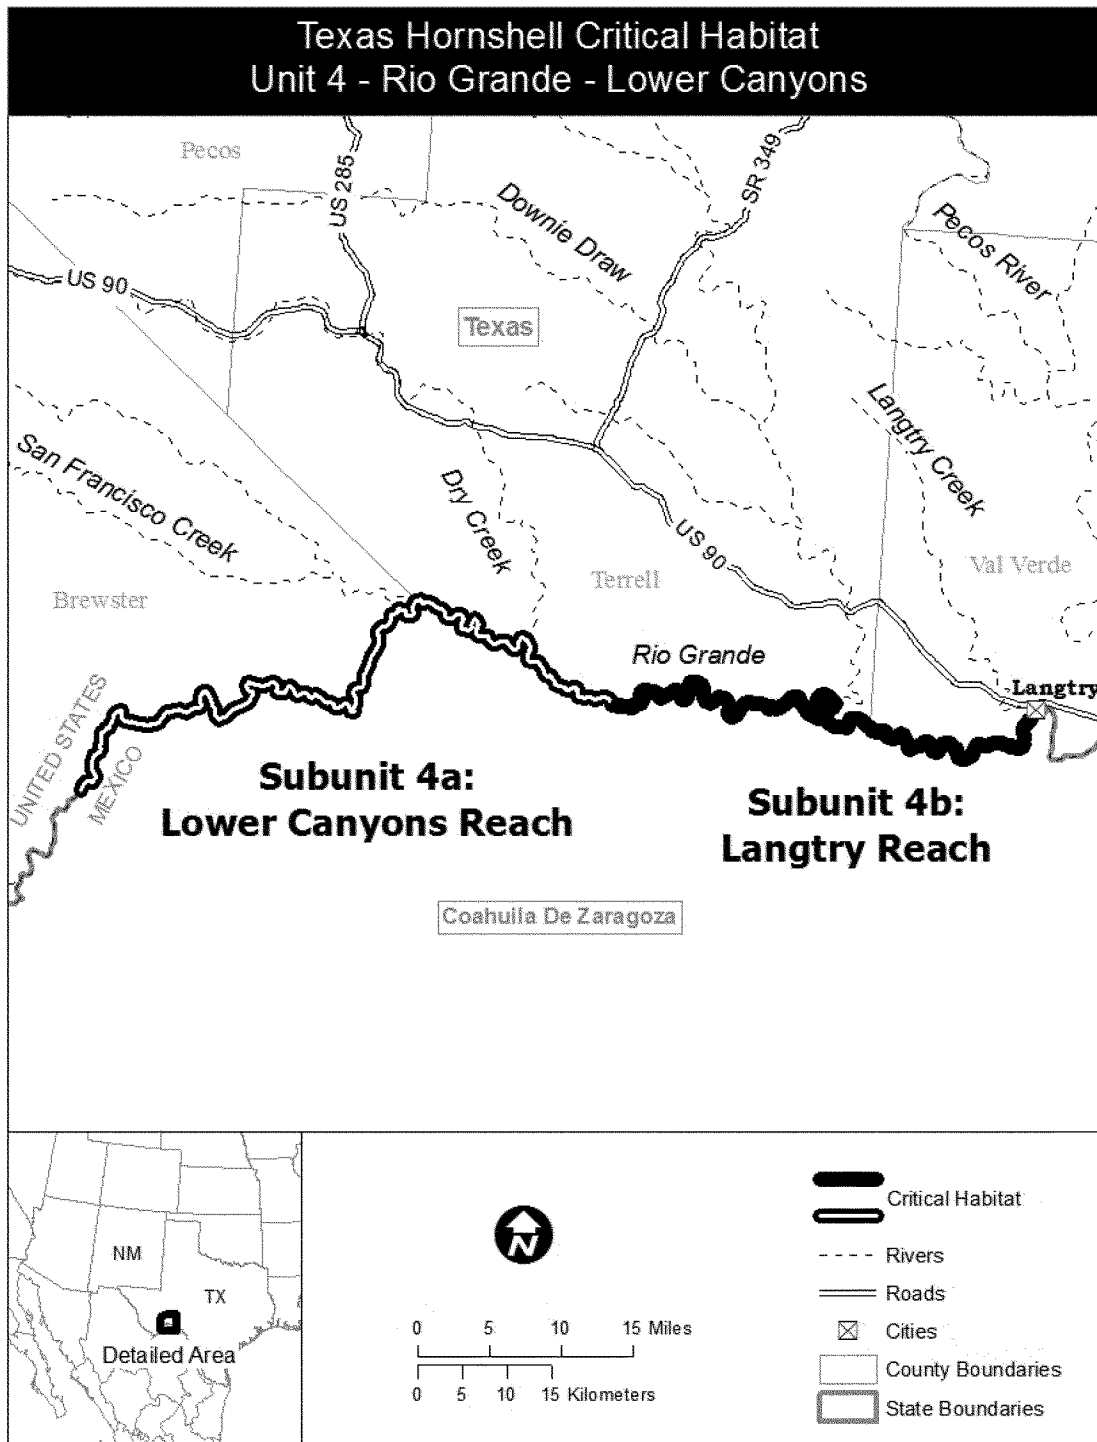 Texas Hornshell Critical Habitat
Unit 4 - Rio Grande - Lower Canyons
Pecos
US 285
SR 349
Downie Draw
Pecos River
US 90
Texas
Langtry Creek
San Francisco Creek
Dry Creek
US 90
Val Verde
Terrell
Brewster
Rio Grande
Langtry
UNITED STATES
MEXICO
Subunit 4a:
Lower Canyons Reach
Subunit 4b:
Langtry Reach
Coahuila De Zaragoza
NM
TX
Detailed Area
N
0 5 10 15 Miles
0 5 10 15 Kilometers
Critical Habitat
Rivers
Roads
Cities
County Boundaries
State Boundaries